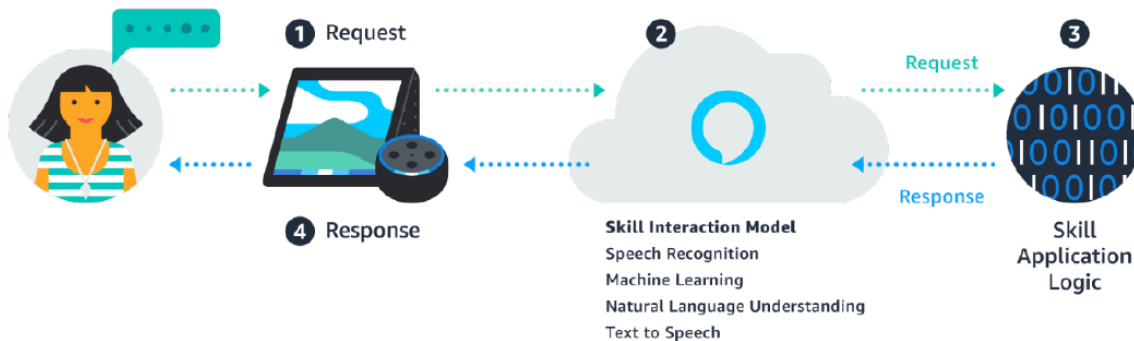 1 Request
2
3
Request
Response
4 Response
Skill Interaction Model
Speech Recognition
Machine Learning
Natural Language Understanding
Text to Speech
Skill
Application
Logic